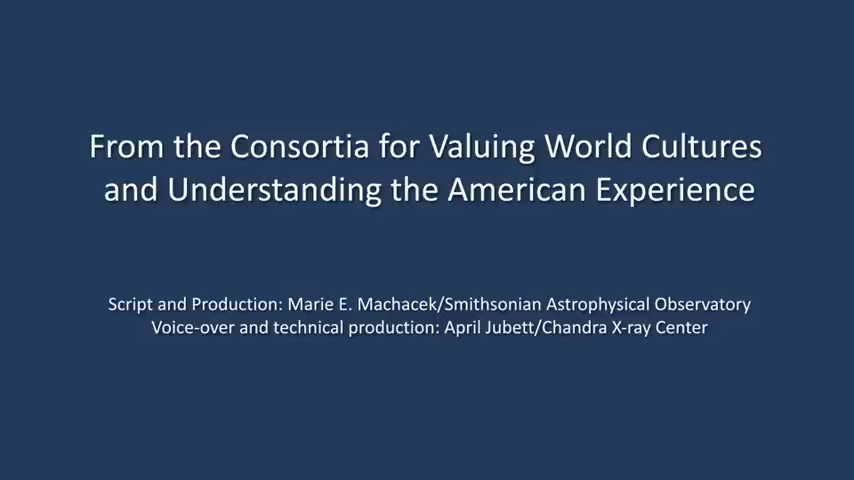 From the Consortia for Valuing World Cultures
and Understanding the American Experience
Script and Production: Marie E. Machacek/Smithsonian Astrophysical Observatory
Voice-over and technical production: April Jubett/Chandra X-ray Center